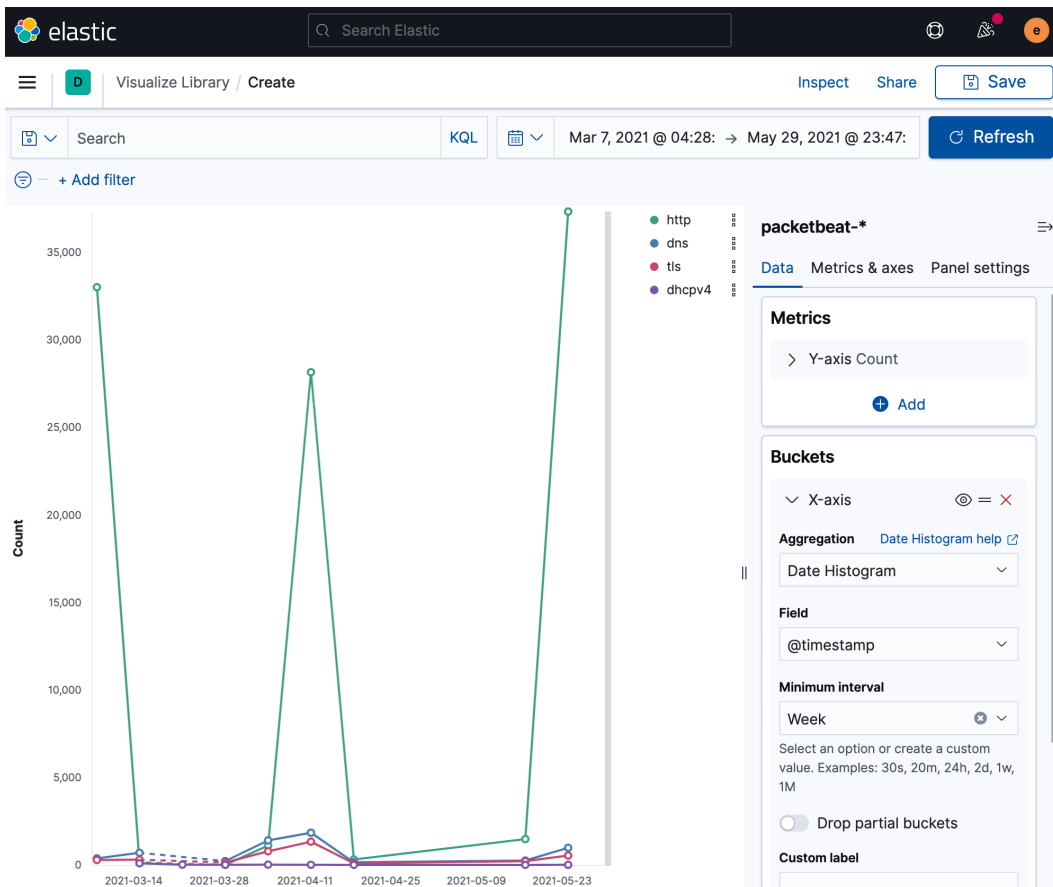 elastic
Search Elastic
e
D
Visualize Library / Create
Inspect
Share
Save
Search
KQL
Mar 7, 2021 @ 04:28: → May 29, 2021 @ 23:47:
Refresh
+ Add filter
Count
35,000
30,000
25,000
20,000
15,000
10,000
5,000
0
2021-03-14
2021-03-28
2021-04-11
2021-04-25
2021-05-09
2021-05-23
http
dns
tls
dhcpv4
packetbeat-*
Data
Metrics & axes
Panel settings
Metrics
Y-axis Count
Add
Buckets
X-axis
Aggregation
Date Histogram help
Date Histogram
Field
@timestamp
Minimum interval
Week
Select an option or create a custom
value. Examples: 30s, 20m, 24h, 2d, 1w,
1M
Drop partial buckets
Custom label